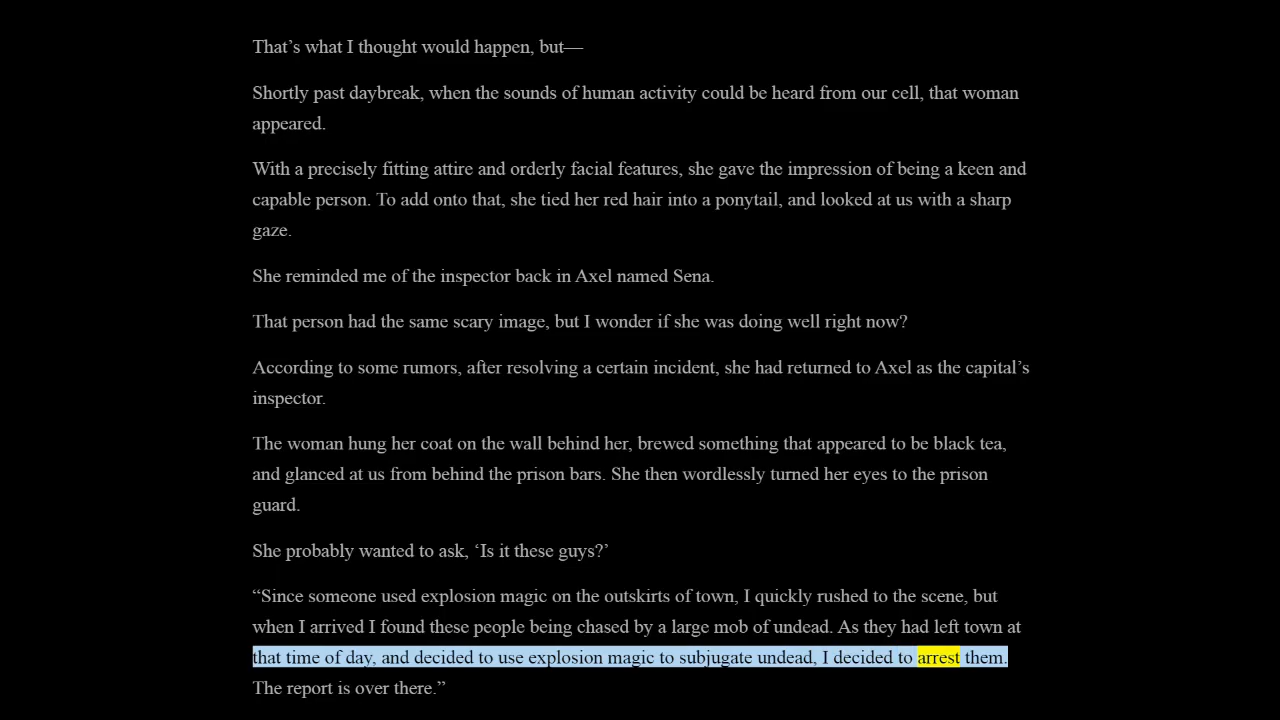 That’s what I thought would happen, but—
Shortly past daybreak, when the sounds of human activity could be heard from our cell, that woman
appeared.
With a precisely fitting attire and orderly facial features, she gave the impression of being a keen and
capable person. To add onto that, she tied her red hair into a ponytail, and looked at us with a sharp
gaze.
She reminded me of the inspector back in Axel named Sena.
That person had the same scary image, but I wonder if she was doing well right now?
According to some rumors, after resolving a certain incident, she had returned to Axel as the capital’s
inspector.
The woman hung her coat on the wall behind her, brewed something that appeared to be black tea,
and glanced at us from behind the prison bars. She then wordlessly turned her eyes to the prison
guard.
She probably wanted to ask, ‘Is it these guys?’
“Since someone used explosion magic on the outskirts of town, I quickly rushed to the scene, but
when I arrived I found these people being chased by a large mob of undead. As they had left town at
that time of day, and decided to use explosion magic to subjugate undead, I decided to arrest them.
The report is over there.”